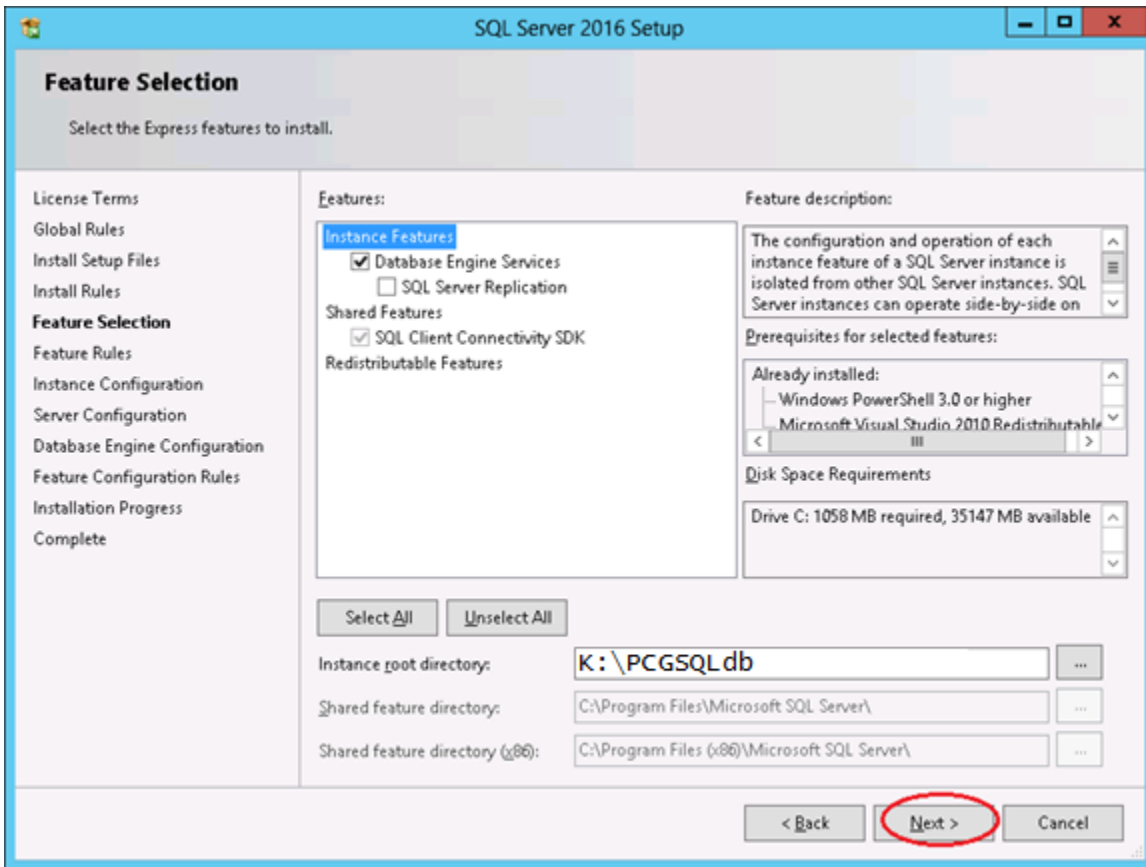 SQL Server 2016 Setup
Feature Selection
Select the Express features to install.
License Terms
Global Rules
Install Setup Files
Install Rules
Feature Selection
Feature Rules
Instance Configuration
Server Configuration
Database Engine Configuration
Feature Configuration Rules
Installation Progress
Complete
Features:
Instance Features
Database Engine Services
SQL Server Replication
Shared Features
SQL Client Connectivity SDK
Redistributable Features
Feature description:
The configuration and operation of each
instance feature of a SQL Server instance is
isolated from other SQL Server instances. SQL
Server instances can operate side-by-side on
Prerequisites for selected features:
Already installed:
Windows PowerShell 3.0 or higher
Microsoft Visual Studio 2010 Redistributable
Disk Space Requirements
Drive C: 1058 MB required, 35147 MB available
Select All
Unselect All
Instance root directory:
K:\PCGSQLdb
...
Shared feature directory:
C:\Program Files\Microsoft SQL Server\
...
Shared feature directory (x86):
C:\Program Files (x86)\Microsoft SQL Server\
...
< Back
Next >
Cancel